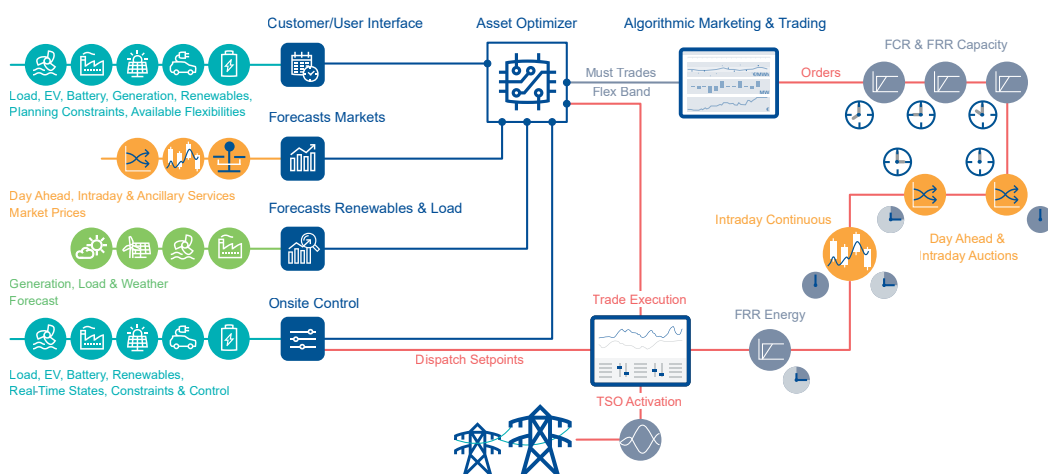 Customer/User Interface
Asset Optimizer
Algorithmic Marketing & Trading
FCR & FRR Capacity
Must Trades
Flex Band
Orders
€/MWh
MW
€
Load, EV, Battery, Generation, Renewables,
Planning Constraints, Available Flexibilities
Forecasts Markets
Day Ahead, Intraday & Ancillary Services
Market Prices
Forecasts Renewables & Load
Intraday Continuous
Day Ahead &
Intraday Auctions
Generation, Load & Weather
Forecast
Onsite Control
Trade Execution
FRR Energy
Dispatch Setpoints
Load, EV, Battery, Renewables,
Real-Time States, Constraints & Control
TSO Activation